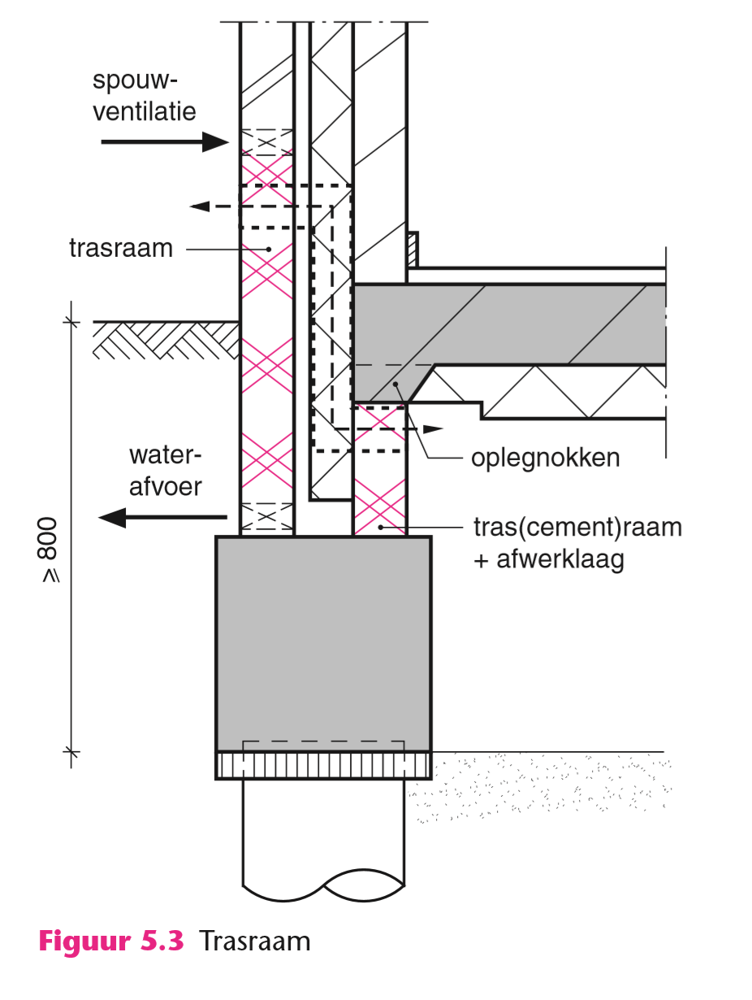 spouw-
ventilatie
trasraam
water-
afvoer
oplegnokken
tras(cement)raam
+ afwerklaag
⩾ 800
Figuur 5.3 Trasraam